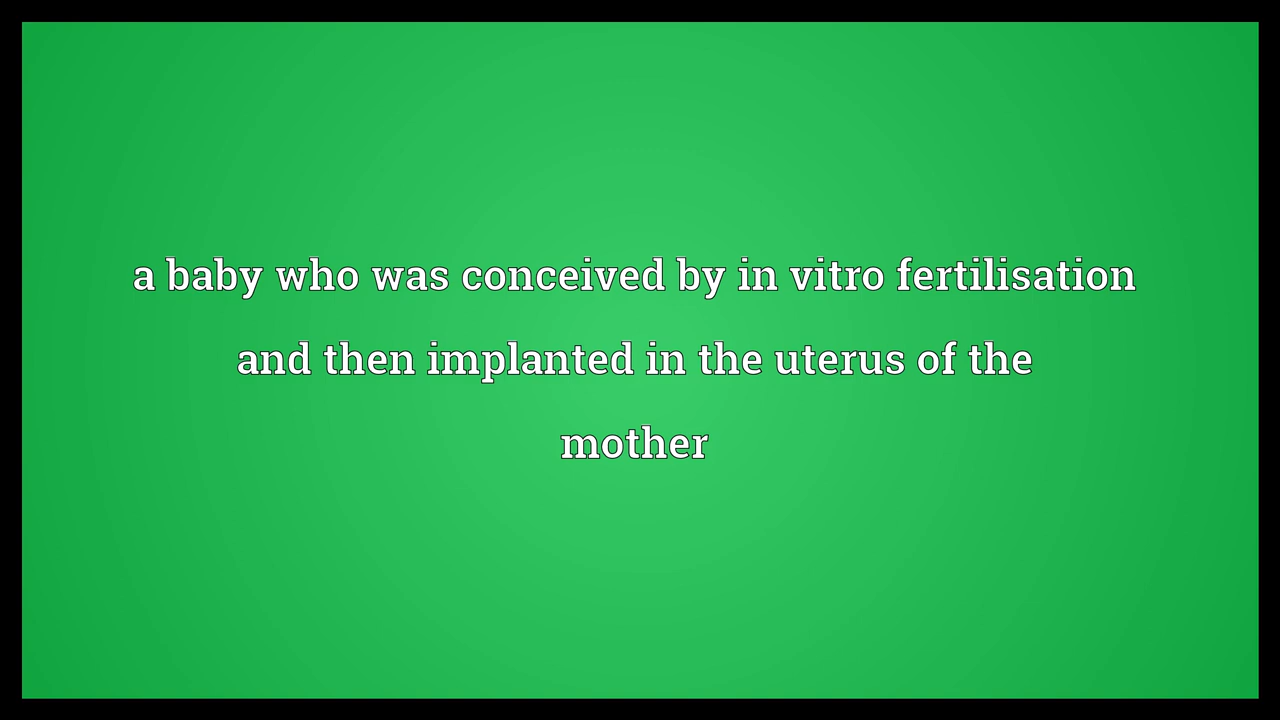 a baby who was conceived by in vitro fertilisation
and then implanted in the uterus of the
mother